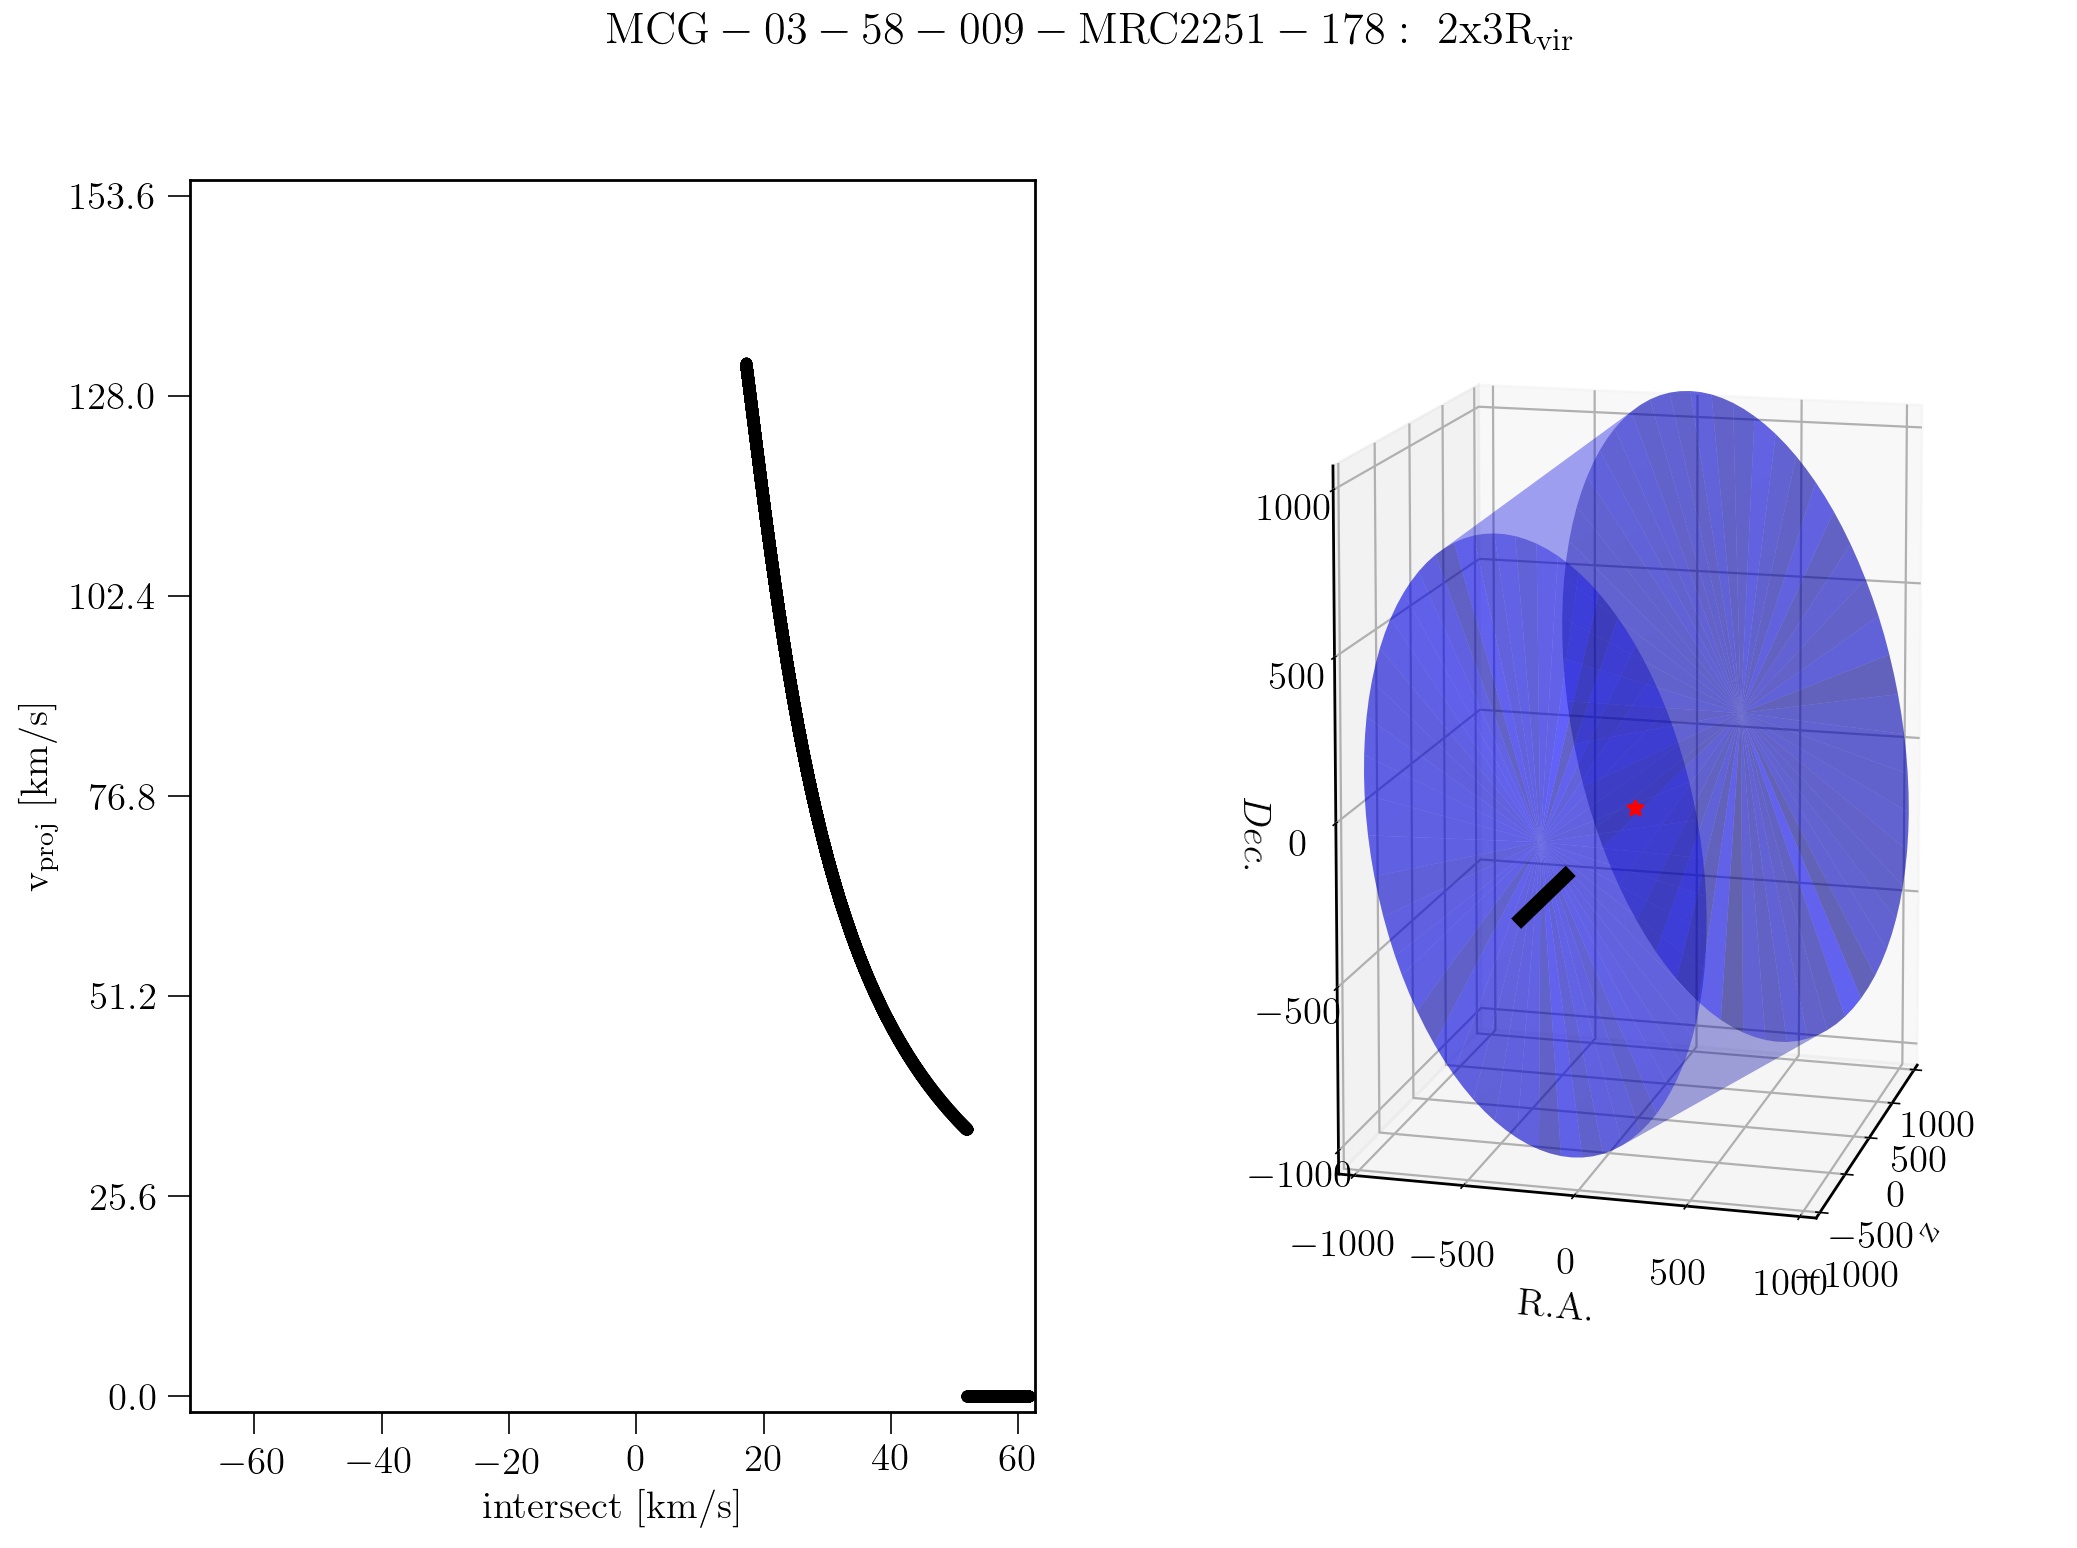 MCG − 03 − 58 − 009 − MRC2251 − 178 : 2x3Rvir
153.6
128.0
102.4
76.8
51.2
25.6
0.0
vproj [km/s]
−60 −40 −20 0 20 40 60
intersect [km/s]
1000
500
0
−500
−1000
Dec.
−1000 −500 0 500 1000
R.A.
1000
500
0
−500
−1000
z